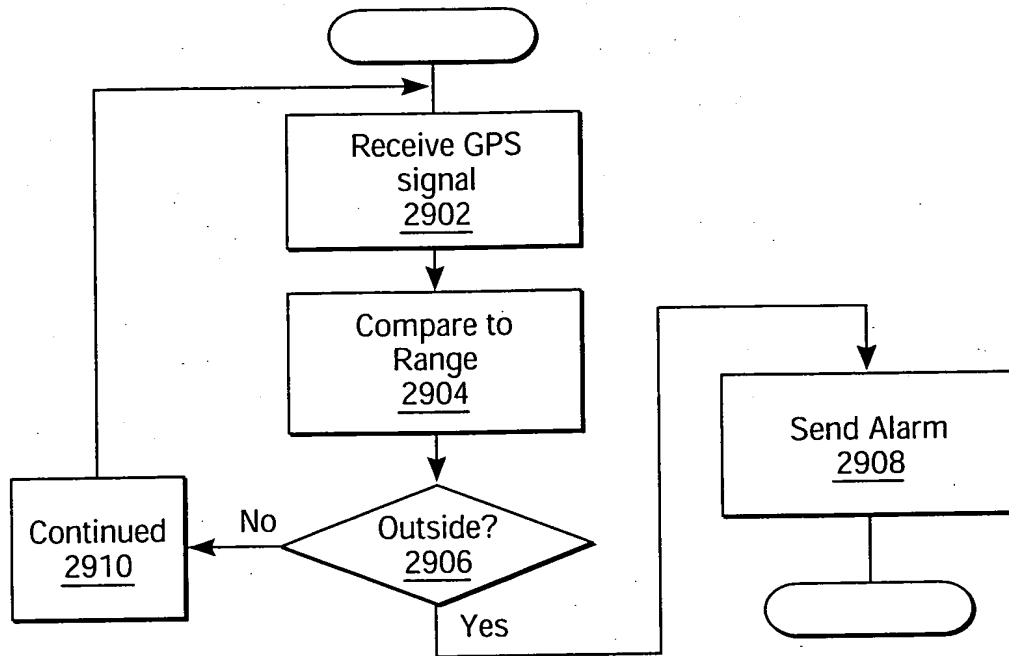 Receive GPS
signal
2902
Compare to
Range
2904
Outside?
2906
No
Continued
2910
Yes
Send Alarm
2908